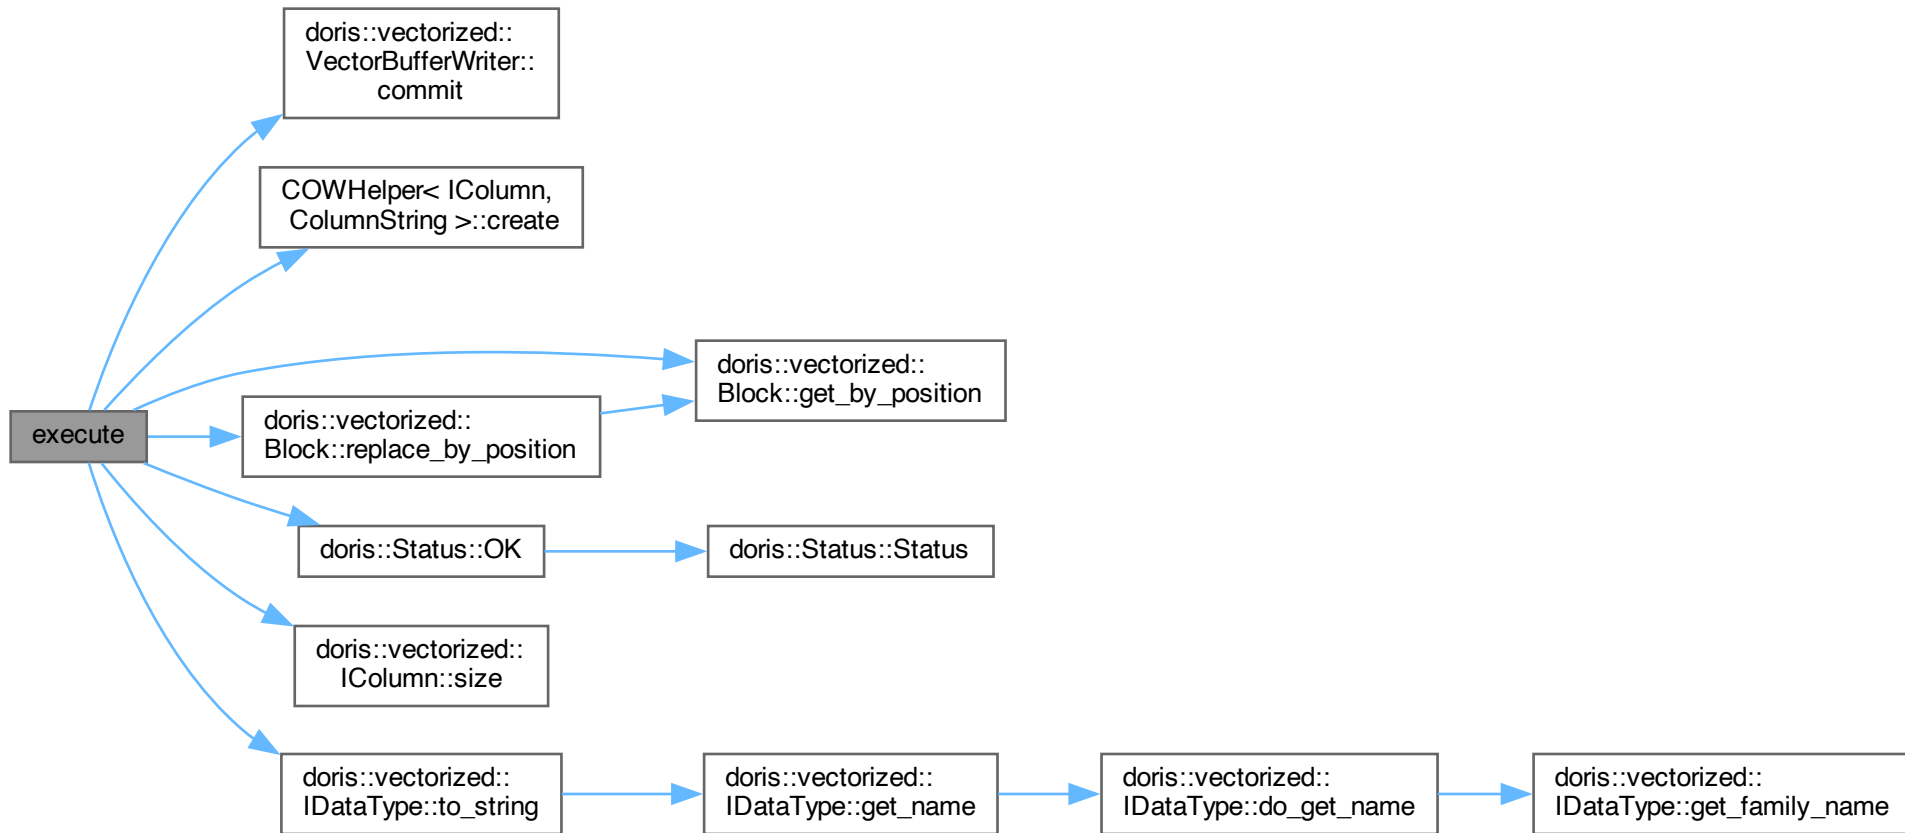 doris::vectorized::
VectorBufferWriter::
commit
COWHelper< IColumn,
ColumnString >::create
doris::vectorized::
Block::get_by_position
execute
doris::vectorized::
Block::replace_by_position
doris::Status::OK
doris::Status::Status
doris::vectorized::
IColumn::size
doris::vectorized::
IDataType::to_string
doris::vectorized::
IDataType::get_name
doris::vectorized::
IDataType::do_get_name
doris::vectorized::
IDataType::get_family_name